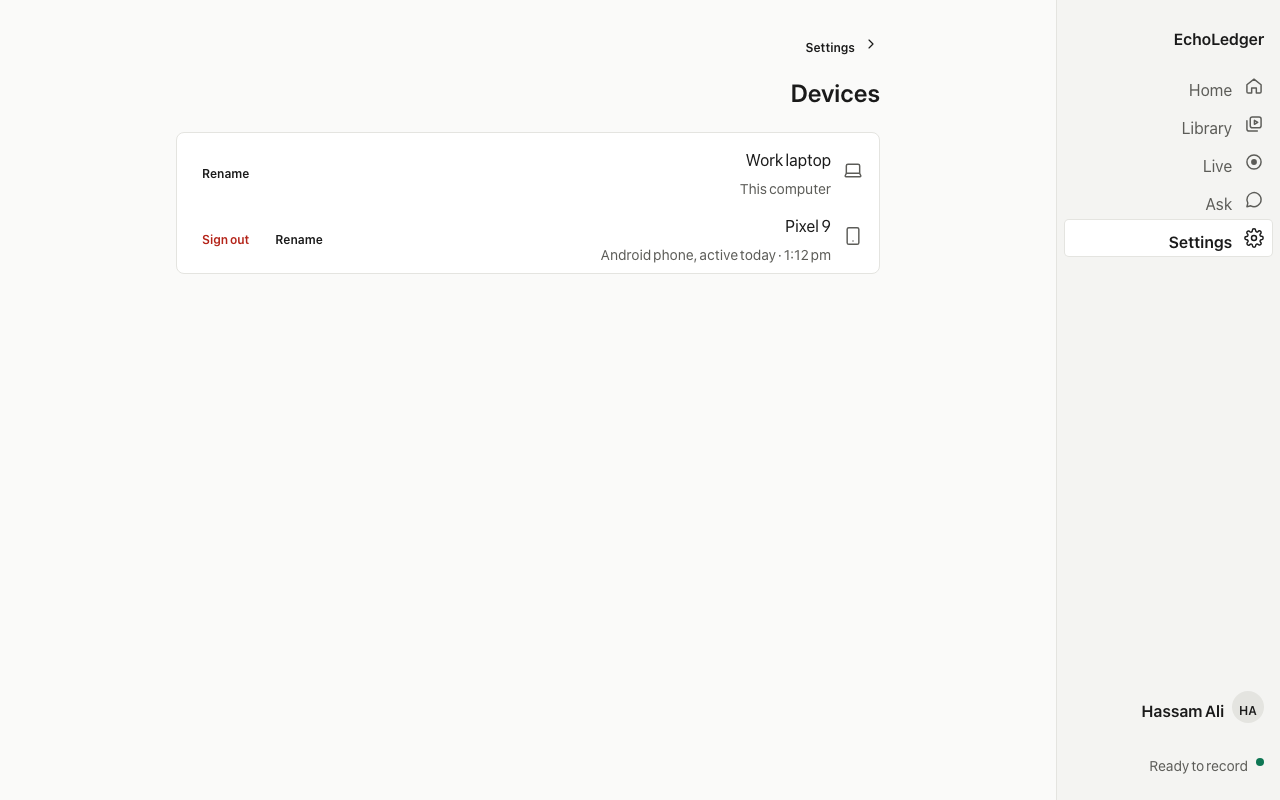 EchoLedger
Home
Library
Live
Ask
Settings
Hassam Ali
HA
Ready to record
Settings
Devices
Work laptop
This computer
Rename
Pixel 9
Android phone, active today · 1:12 pm
Rename
Sign out